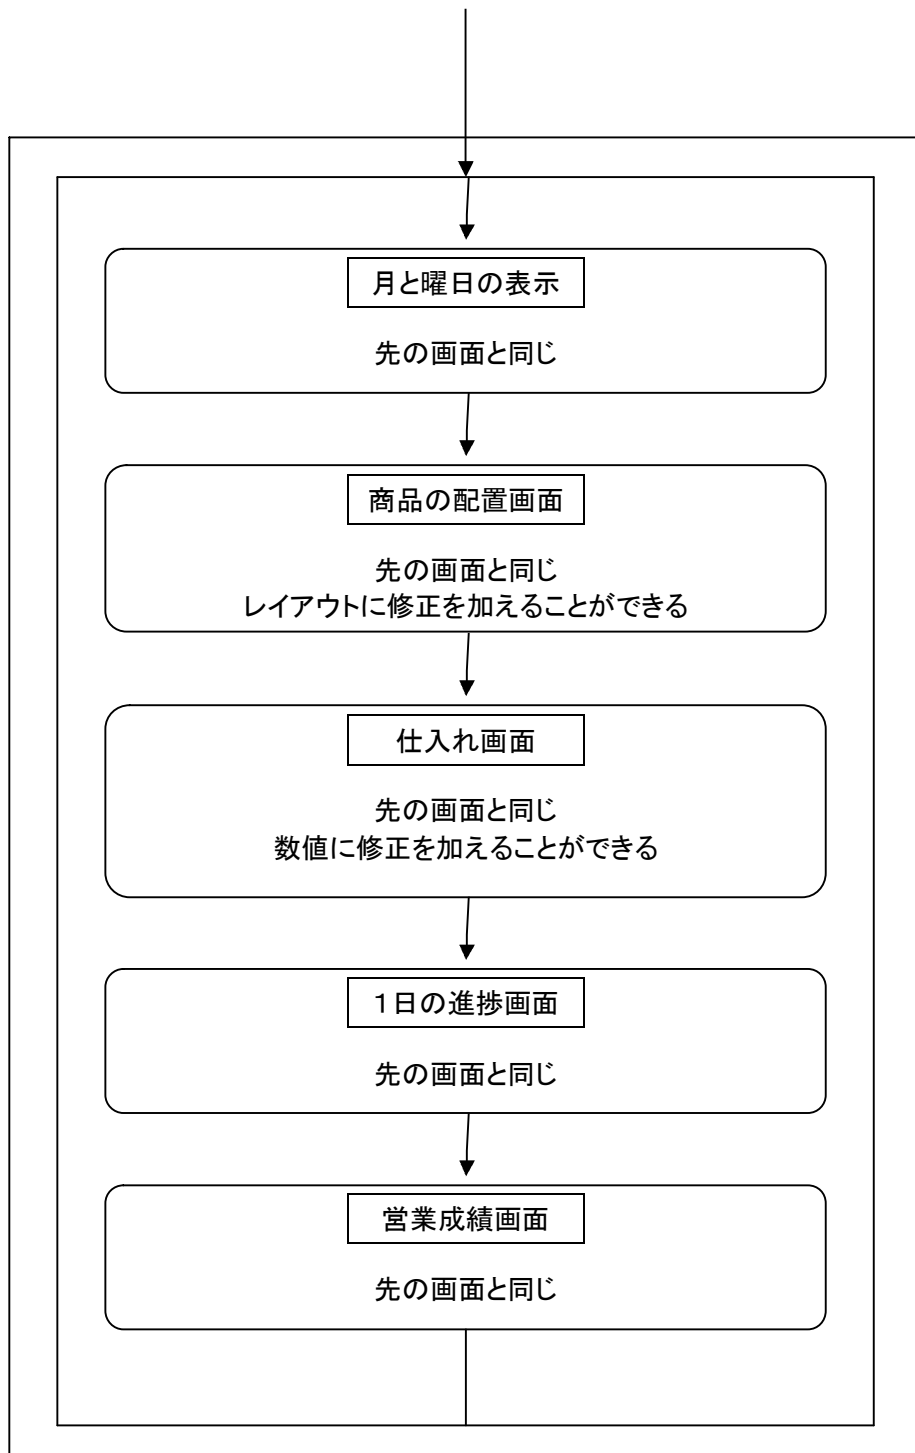 月と曜日の表示
先の画面と同じ
商品の配置画面
先の画面と同じ
レイアウトに修正を加えることができる
仕入れ画面
先の画面と同じ
数値に修正を加えることができる
１日の進捗画面
先の画面と同じ
営業成績画面
先の画面と同じ